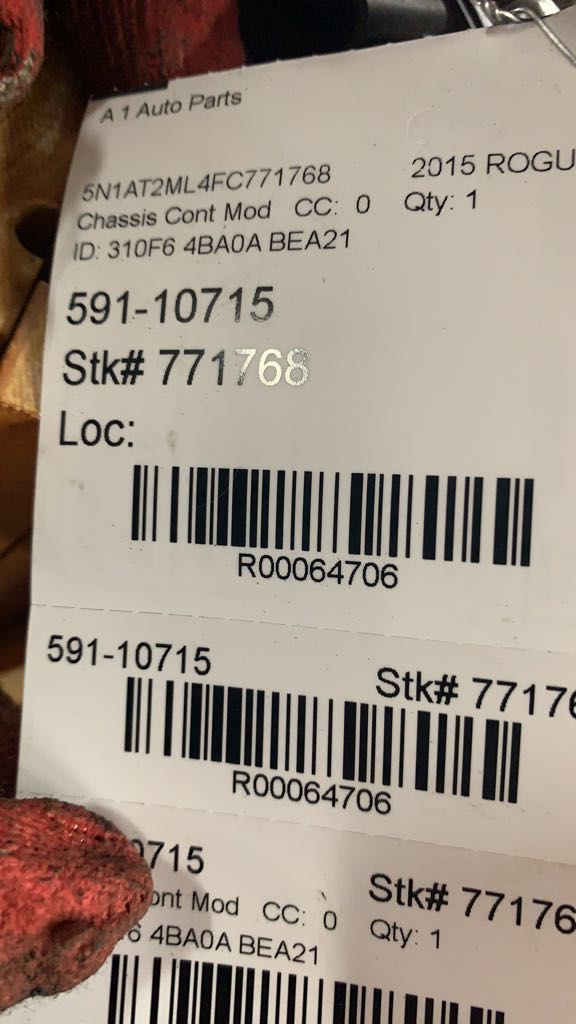 A 1 Auto Parts
5N1AT2ML4FC771768 2015 ROGU
Chassis Cont Mod CC: 0 Qty: 1
ID: 310F6 4BA0A BEA21
591-10715
Stk# 771768
Loc:
R00064706
591-10715 Stk# 77176
R00064706
0715 Stk# 77176
ont Mod CC: 0 Qty: 1
6 4BA0A BEA21